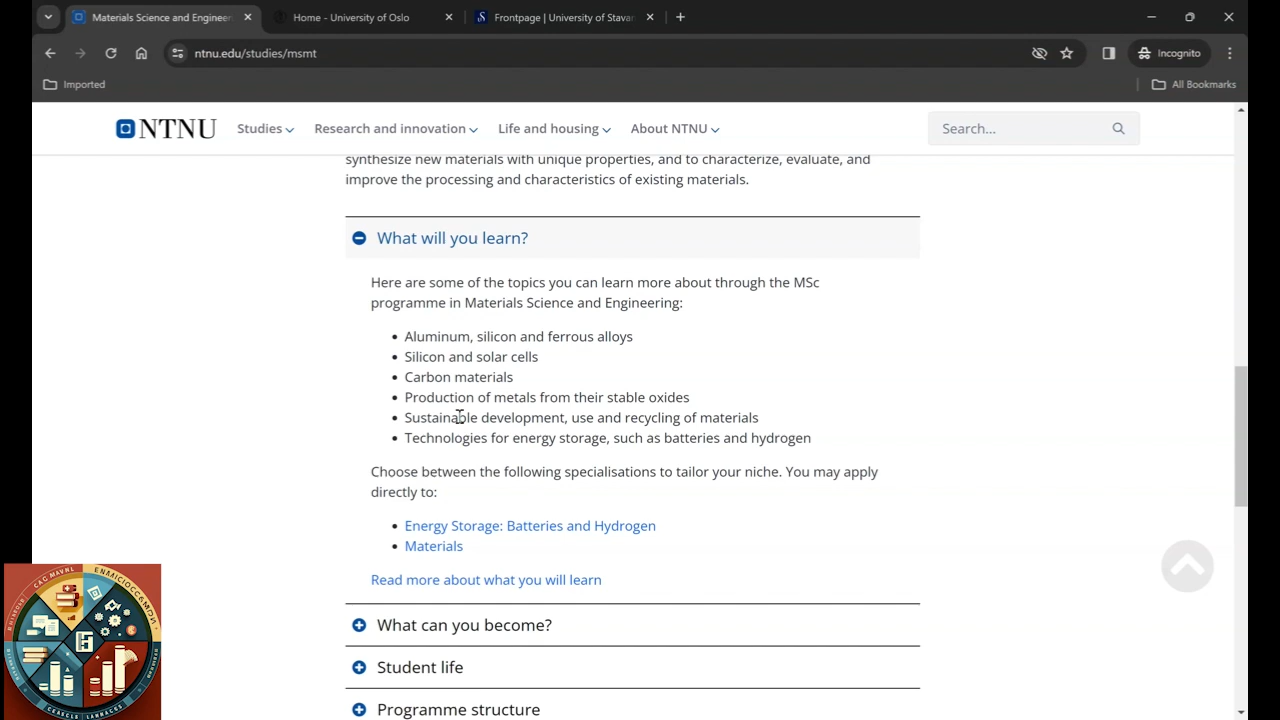 Materials Science and Engineer
Home - University of Oslo
Frontpage | University of Stavan
ntnu.edu/studies/msmt
Incognito
Imported
All Bookmarks
NTNU
Studies
Research and innovation
Life and housing
About NTNU
Search...
synthesize new materials with unique properties, and to characterize, evaluate, and
improve the processing and characteristics of existing materials.
What will you learn?
Here are some of the topics you can learn more about through the MSc
programme in Materials Science and Engineering:
Aluminum, silicon and ferrous alloys
Silicon and solar cells
Carbon materials
Production of metals from their stable oxides
Sustainable development, use and recycling of materials
Technologies for energy storage, such as batteries and hydrogen
Choose between the following specialisations to tailor your niche. You may apply
directly to:
Energy Storage: Batteries and Hydrogen
Materials
Read more about what you will learn
What can you become?
Student life
Programme structure